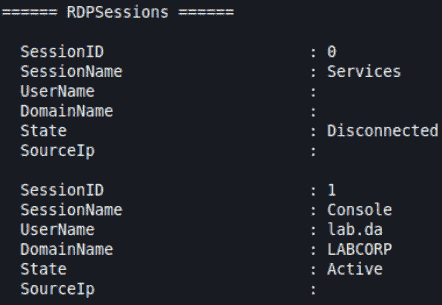 ====== RDPSessions ======
SessionID : 0
SessionName : Services
UserName :
DomainName :
State : Disconnected
SourceIp :
SessionID : 1
SessionName : Console
UserName : lab.da
DomainName : LABCORP
State : Active
SourceIp :